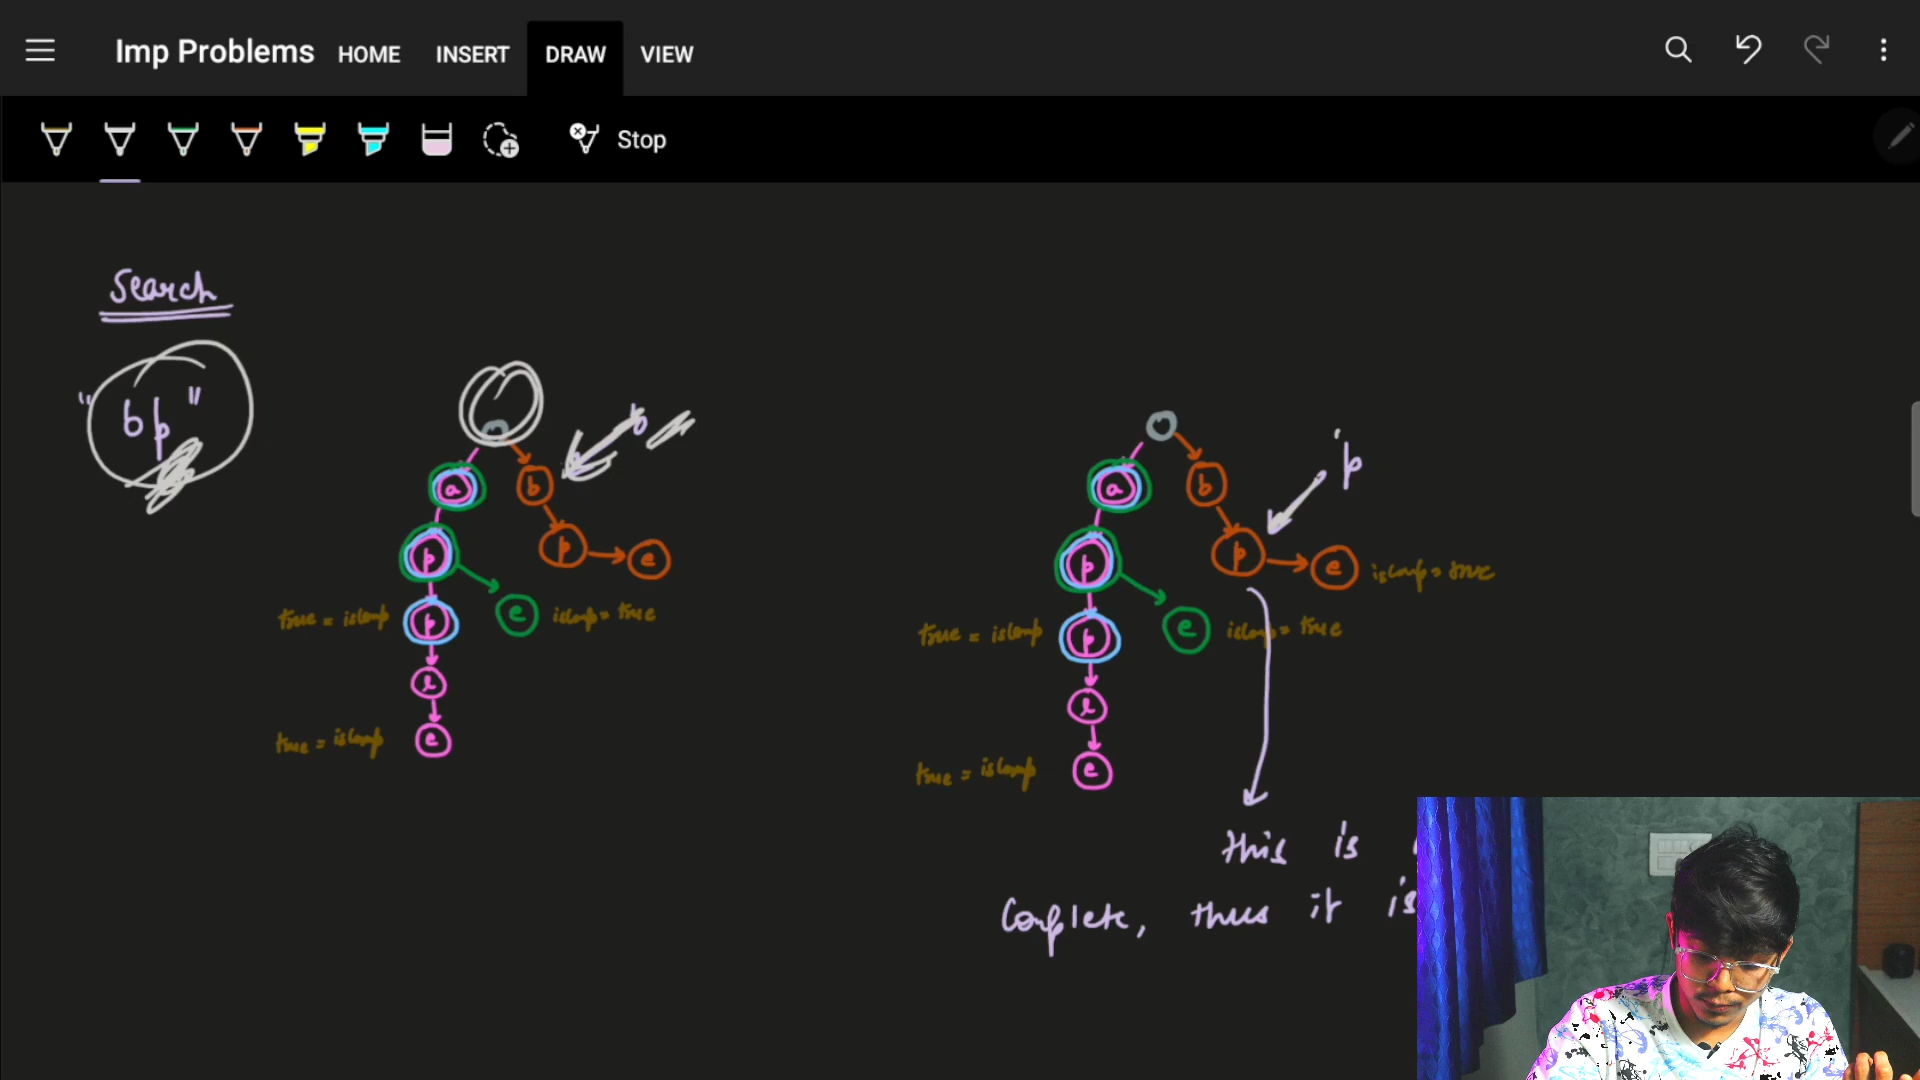 Imp Problems HOME INSERT DRAW VIEW
Stop
Search
"bp"
b
a b
p p e
true = isComp p e isComp = true
l
true = isComp e
p
a b
p p e isComp = true
true = isComp p e isComp = true
l
true = isComp e
this is
Complete, thus it is